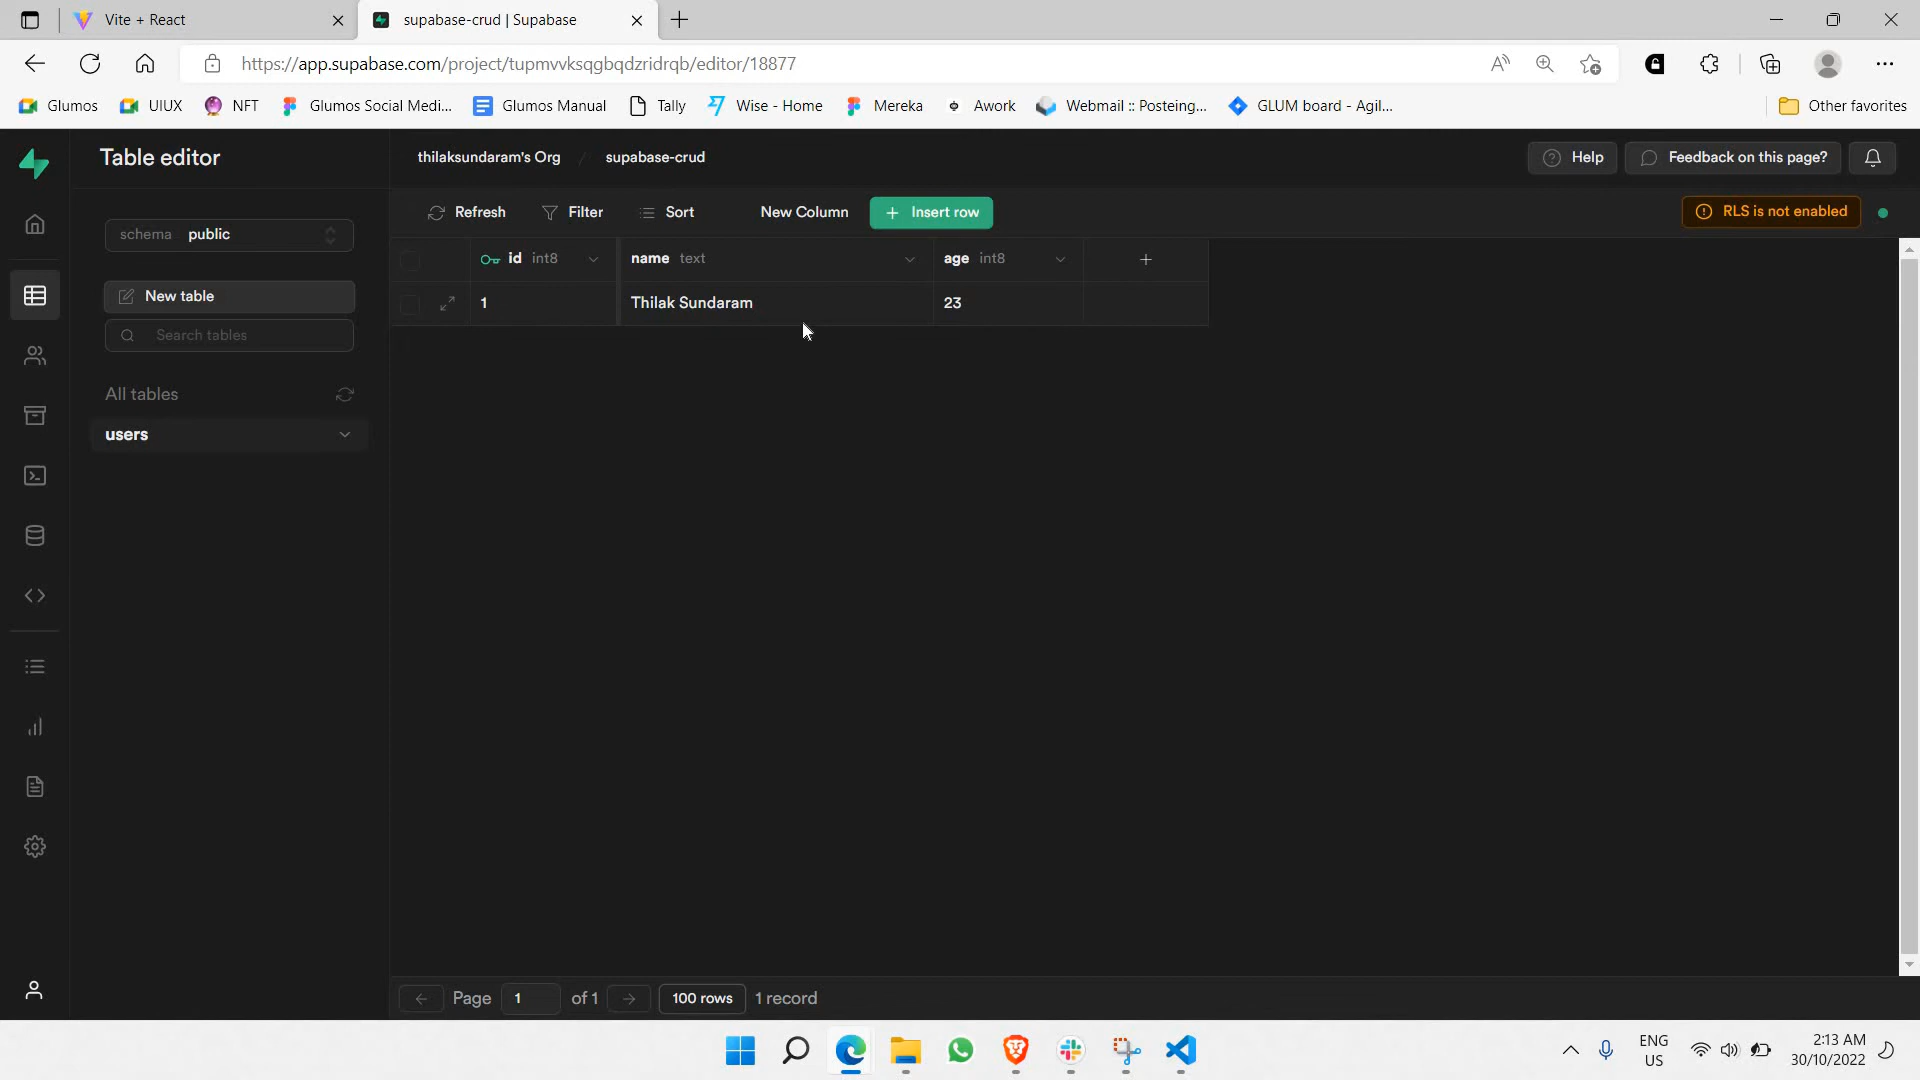 Vite + React
supabase-crud | Supabase
https://app.supabase.com/project/tupmvvksqgbqdzridrqb/editor/18877
Glumos
UIUX
NFT
Glumos Social Medi...
Glumos Manual
Tally
Wise - Home
Mereka
Awork
Webmail :: Posteing...
GLUM board - Agil...
Other favorites
Table editor
thilaksundaram's Org / supabase-crud
Help
Feedback on this page?
schema public
Refresh
Filter
Sort
New Column
+ Insert row
RLS is not enabled
id int8
name text
age int8
+
New table
1
Thilak Sundaram
23
Search tables
All tables
users
Page 1 of 1
100 rows
1 record
ENG
US
2:13 AM
30/10/2022